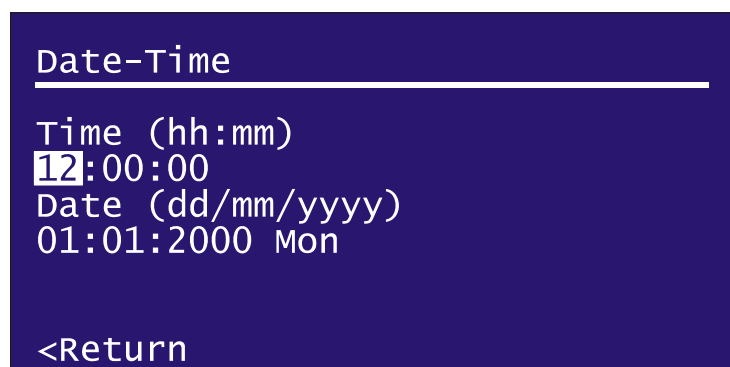 Date-Time
Time (hh:mm)
12:00:00
Date (dd/mm/yyyy)
01:01:2000 Mon
<Return